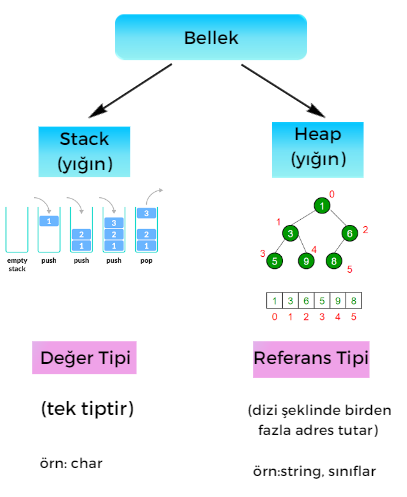 Bellek
Stack
(yığın)
Heap
(yığın)
1
2
1
3
2
1
3
2
1
empty
stack
push
push
push
pop
0
1
1
3
6
2
3
4
5
9
8
5
1 3 6 5 9 8
0 1 2 3 4 5
Değer Tipi
Referans Tipi
(tek tiptir)
(dizi şeklinde birden
fazla adres tutar)
örn: char
örn:string, sınıflar